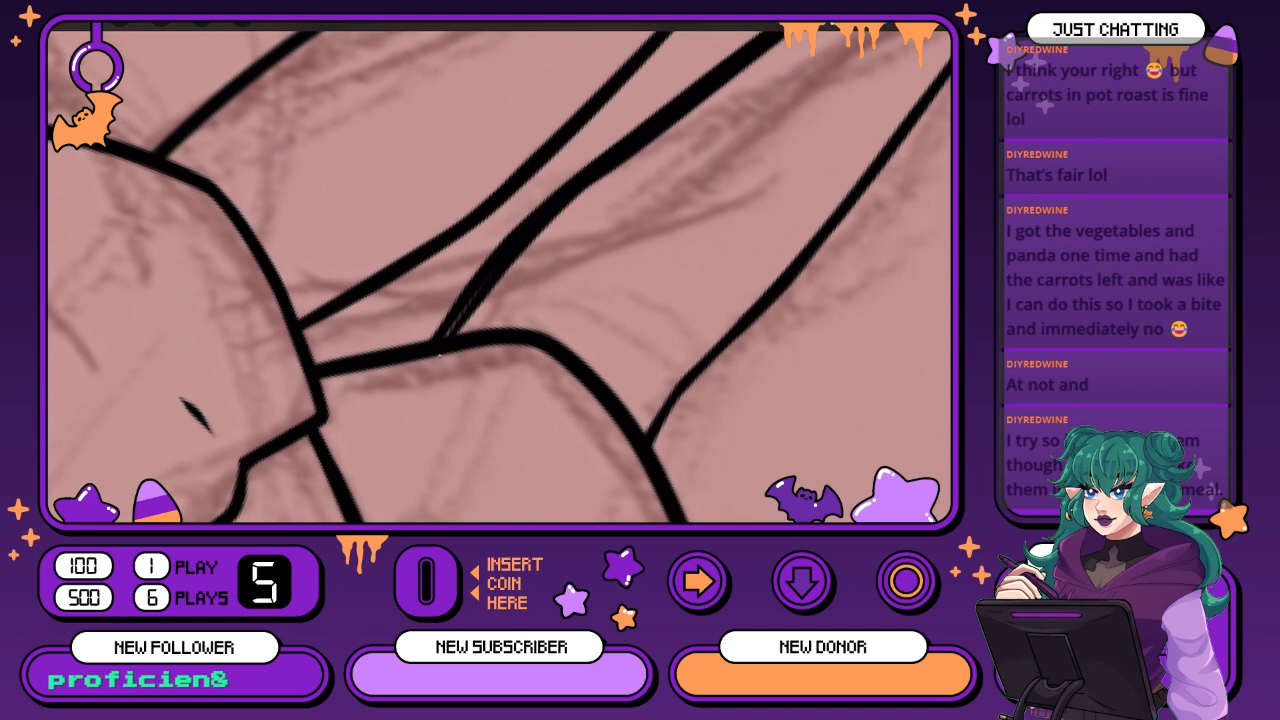 JUST CHATTING
DIYREDWINE
I think your right 😂 but
carrots in pot roast is fine
lol
DIYREDWINE
That's fair lol
DIYREDWINE
I got the vegetables and
panda one time and had
the carrots left and was like
I can do this so I took a bite
and immediately no 😂
DIYREDWINE
At not and
DIYREDWINE
I try so
though
them
meal.
100
1 PLAY
500
6 PLAYS
5
INSERT
COIN
HERE
NEW FOLLOWER
proficien&
NEW SUBSCRIBER
NEW DONOR